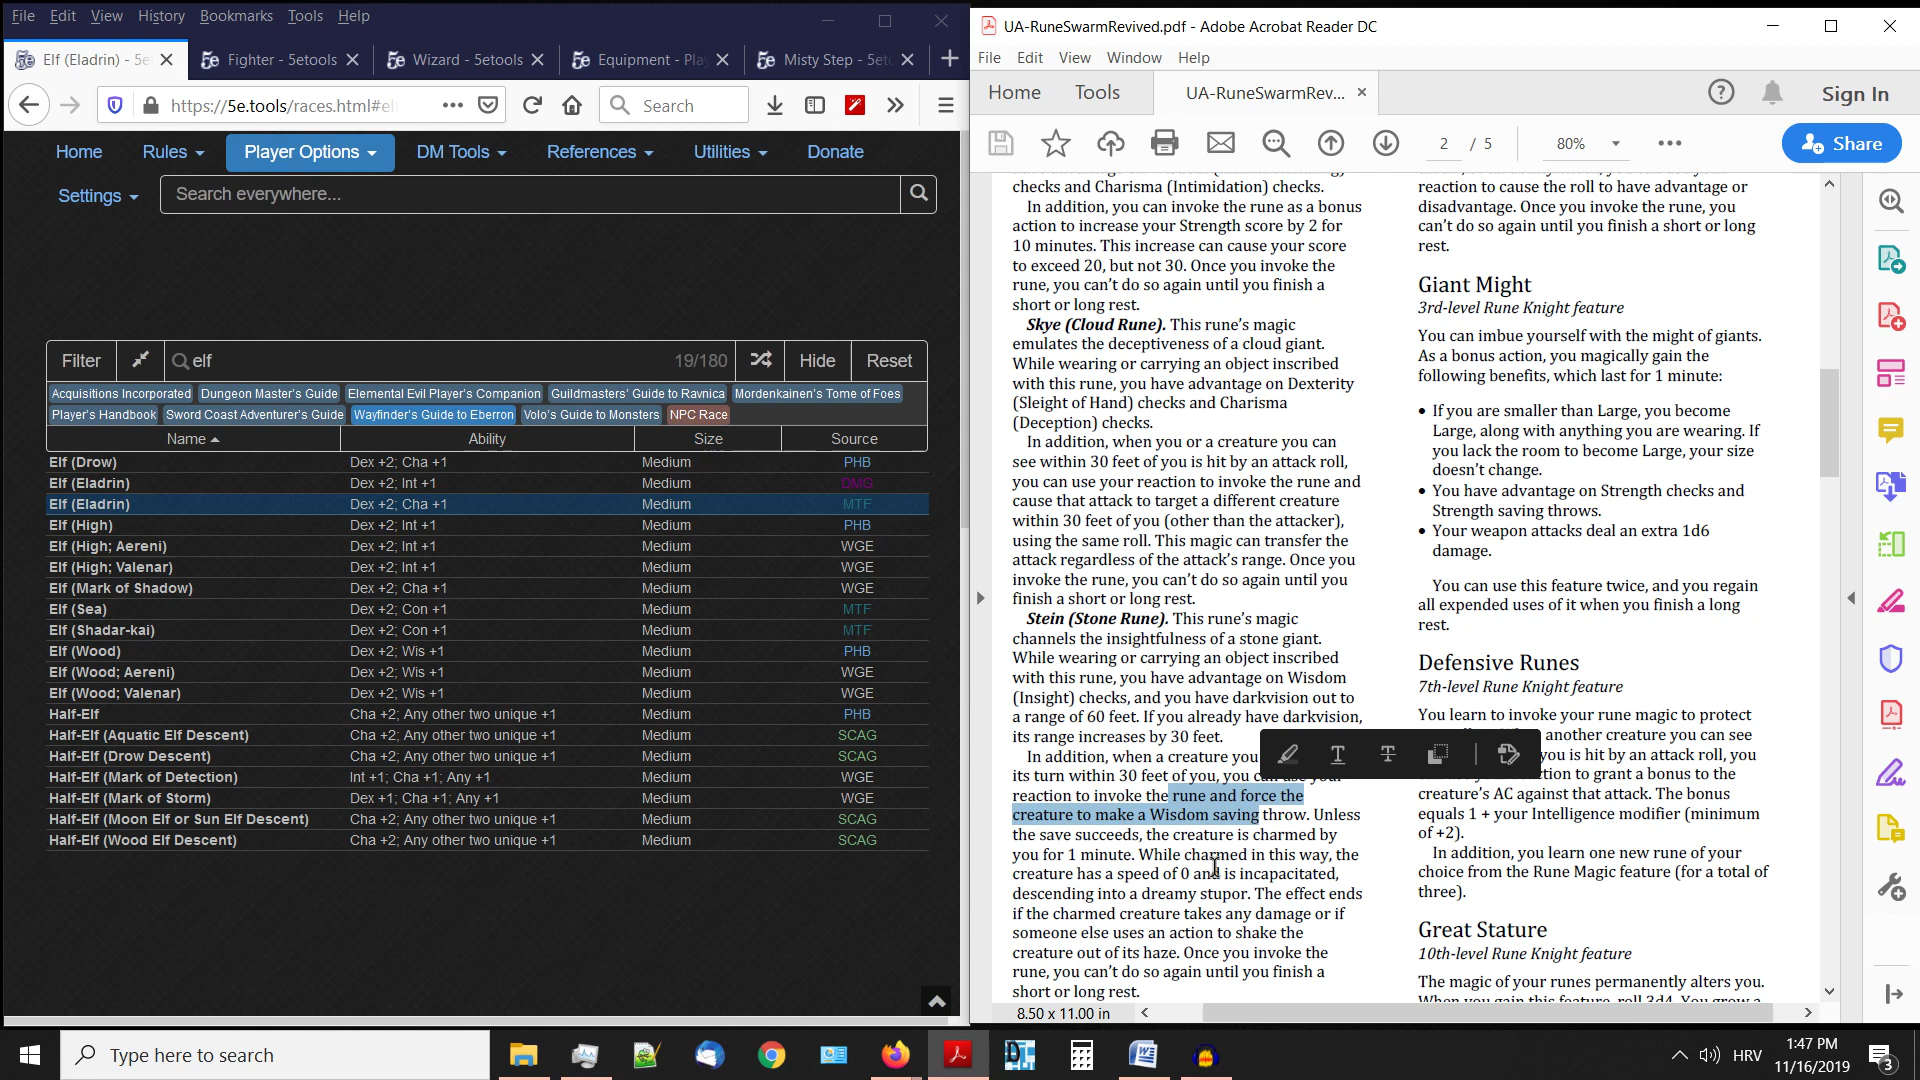 File Edit View History Bookmarks Tools Help
Elf (Eladrin) - 5e
Fighter - 5etools
Wizard - 5etools
Equipment - Pla
Misty Step - 5eto
https://5e.tools/races.html#el
Search
Home Rules Player Options DM Tools References Utilities Donate
Settings
Search everywhere...
Filter elf 19/180 Hide Reset
Acquisitions Incorporated Dungeon Master's Guide Elemental Evil Player's Companion Guildmasters' Guide to Ravnica Mordenkainen's Tome of Foes
Player's Handbook Sword Coast Adventurer's Guide Wayfinder's Guide to Eberron Volo's Guide to Monsters NPC Race
Name Ability Size Source
Elf (Drow) Dex +2; Cha +1 Medium PHB
Elf (Eladrin) Dex +2; Int +1 Medium DMG
Elf (Eladrin) Dex +2; Cha +1 Medium MTF
Elf (High) Dex +2; Int +1 Medium PHB
Elf (High; Aereni) Dex +2; Int +1 Medium WGE
Elf (High; Valenar) Dex +2; Int +1 Medium WGE
Elf (Mark of Shadow) Dex +2; Cha +1 Medium WGE
Elf (Sea) Dex +2; Con +1 Medium MTF
Elf (Shadar-kai) Dex +2; Con +1 Medium MTF
Elf (Wood) Dex +2; Wis +1 Medium PHB
Elf (Wood; Aereni) Dex +2; Wis +1 Medium WGE
Elf (Wood; Valenar) Dex +2; Wis +1 Medium WGE
Half-Elf Cha +2; Any other two unique +1 Medium PHB
Half-Elf (Aquatic Elf Descent) Cha +2; Any other two unique +1 Medium SCAG
Half-Elf (Drow Descent) Cha +2; Any other two unique +1 Medium SCAG
Half-Elf (Mark of Detection) Int +1; Cha +1; Any +1 Medium WGE
Half-Elf (Mark of Storm) Dex +1; Cha +1; Any +1 Medium WGE
Half-Elf (Moon Elf or Sun Elf Descent) Cha +2; Any other two unique +1 Medium SCAG
Half-Elf (Wood Elf Descent) Cha +2; Any other two unique +1 Medium SCAG
UA-RuneSwarmRevived.pdf - Adobe Acrobat Reader DC
File Edit View Window Help
Home Tools UA-RuneSwarmRev... Sign In
2 / 5 80% Share
checks and Charisma (Intimidation) checks.
In addition, you can invoke the rune as a bonus
action to increase your Strength score by 2 for
10 minutes. This increase can cause your score
to exceed 20, but not 30. Once you invoke the
rune, you can't do so again until you finish a
short or long rest.
Skye (Cloud Rune). This rune's magic
emulates the deceptiveness of a cloud giant.
While wearing or carrying an object inscribed
with this rune, you have advantage on Dexterity
(Sleight of Hand) checks and Charisma
(Deception) checks.
In addition, when you or a creature you can
see within 30 feet of you is hit by an attack roll,
you can use your reaction to invoke the rune and
cause that attack to target a different creature
within 30 feet of you (other than the attacker),
using the same roll. This magic can transfer the
attack regardless of the attack's range. Once you
invoke the rune, you can't do so again until you
finish a short or long rest.
Stein (Stone Rune). This rune's magic
channels the insightfulness of a stone giant.
While wearing or carrying an object inscribed
with this rune, you have advantage on Wisdom
(Insight) checks, and you have darkvision out to
a range of 60 feet. If you already have darkvision,
its range increases by 30 feet.
In addition, when a creature you
its turn within 30 feet of you, you can use your
reaction to invoke the rune and force the
creature to make a Wisdom saving throw. Unless
the save succeeds, the creature is charmed by
you for 1 minute. While charmed in this way, the
creature has a speed of 0 and is incapacitated,
descending into a dreamy stupor. The effect ends
if the charmed creature takes any damage or if
someone else uses an action to shake the
creature out of its haze. Once you invoke the
rune, you can't do so again until you finish a
short or long rest.
reaction to cause the roll to have advantage or
disadvantage. Once you invoke the rune, you
can't do so again until you finish a short or long
rest.
Giant Might
3rd-level Rune Knight feature
You can imbue yourself with the might of giants.
As a bonus action, you magically gain the
following benefits, which last for 1 minute:
• If you are smaller than Large, you become
Large, along with anything you are wearing. If
you lack the room to become Large, your size
doesn't change.
• You have advantage on Strength checks and
Strength saving throws.
• Your weapon attacks deal an extra 1d6
damage.
You can use this feature twice, and you regain
all expended uses of it when you finish a long
rest.
Defensive Runes
7th-level Rune Knight feature
You learn to invoke your rune magic to protect
another creature you can see
you is hit by an attack roll, you
ction to grant a bonus to the
creature's AC against that attack. The bonus
equals 1 + your Intelligence modifier (minimum
of +2).
In addition, you learn one new rune of your
choice from the Rune Magic feature (for a total of
three).
Great Stature
10th-level Rune Knight feature
The magic of your runes permanently alters you.
When you gain this feature, roll 3d4. You grow a
8.50 x 11.00 in
Type here to search
HRV
1:47 PM
11/16/2019
3